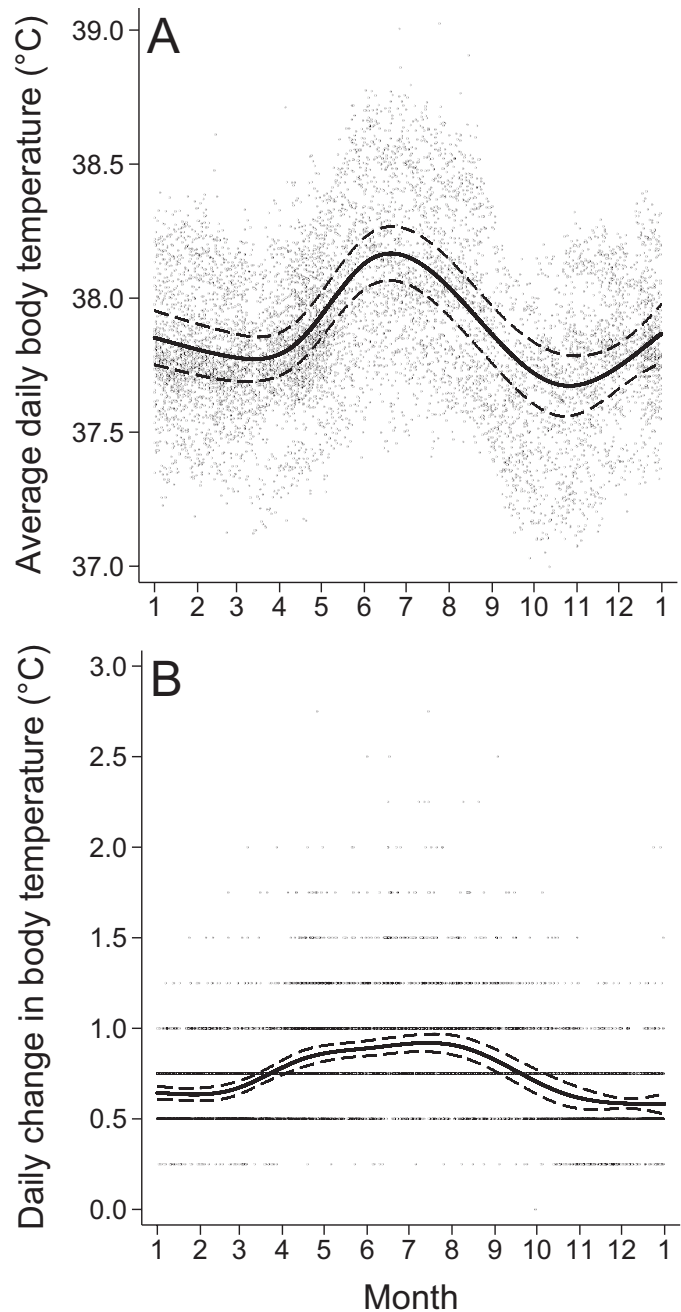 A
Average daily body temperature (°C)
39.0
38.5
38.0
37.5
37.0
1 2 3 4 5 6 7 8 9 10 11 12 1
B
Daily change in body temperature (°C)
3.0
2.5
2.0
1.5
1.0
0.5
0.0
1 2 3 4 5 6 7 8 9 10 11 12 1
Month